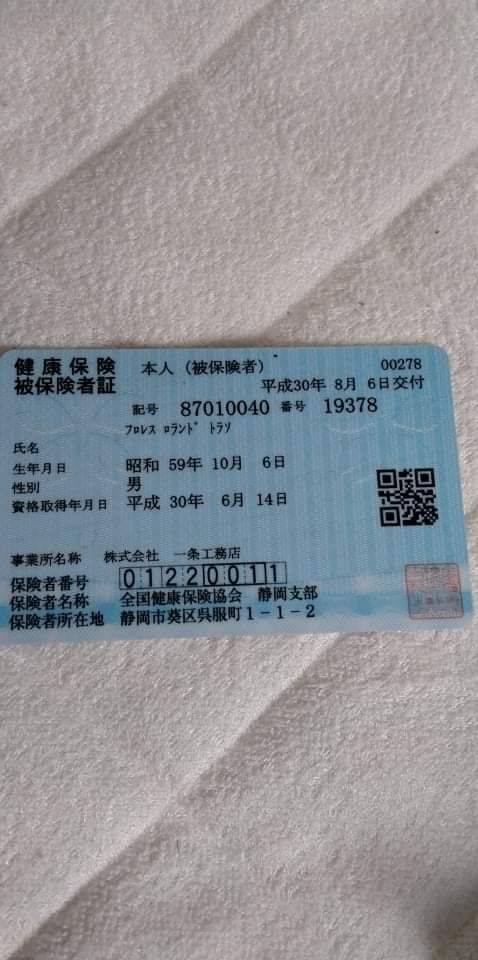 健康保険 本人（被保険者） 00278
被保険者証 平成30年 8月 6日交付
記号 87010040 番号 19378
ﾌﾛﾚｽ ﾛﾗﾝﾄﾞ ﾄﾗｿ
氏名
生年月日 昭和 59年 10月 6日
性別 男
資格取得年月日 平成 30年 6月 14日
事業所名称 株式会社 一条工務店
保険者番号 01220011
保険者名称 全国健康保険協会 静岡支部
保険者所在地 静岡市葵区呉服町1-1-2